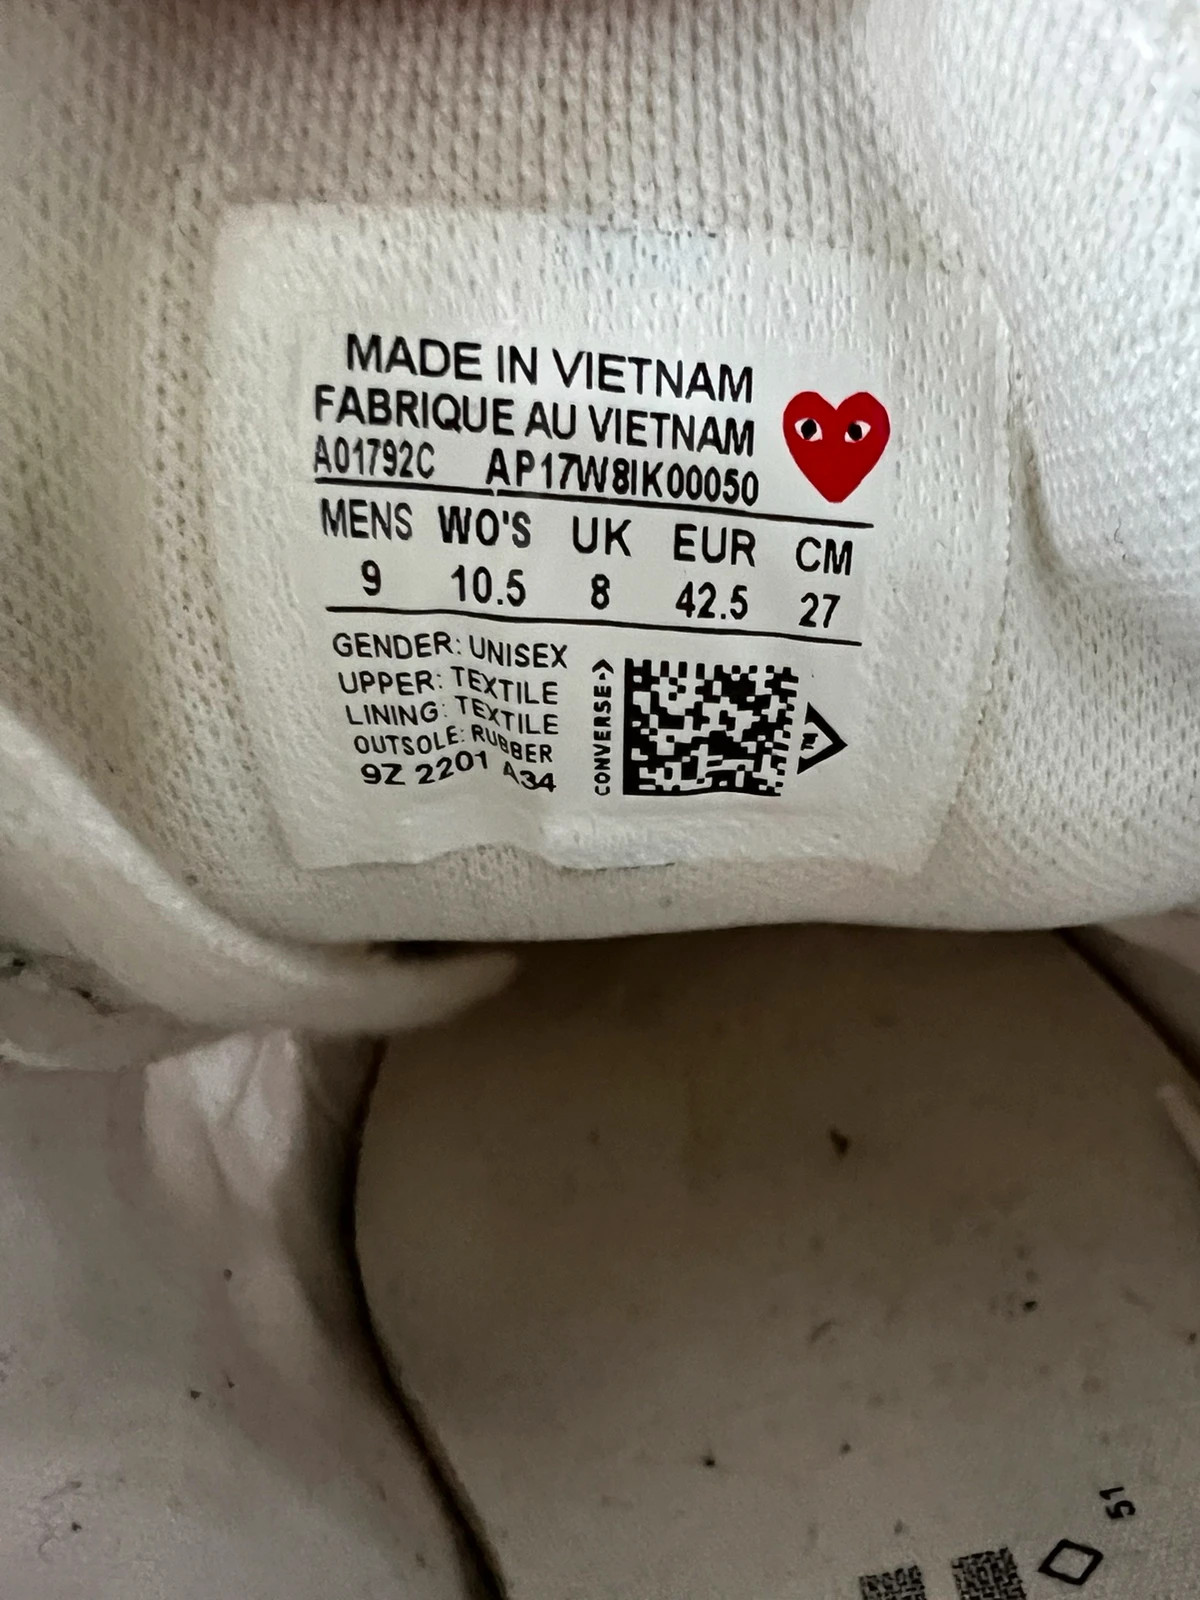 MADE IN VIETNAM
FABRIQUE AU VIETNAM
A01792C AP17W8IK00050
MENS WO'S UK EUR CM
9 10.5 8 42.5 27
GENDER: UNISEX
UPPER: TEXTILE
LINING: TEXTILE
OUTSOLE: RUBBER
9Z 2201 A34
CONVERSE
51